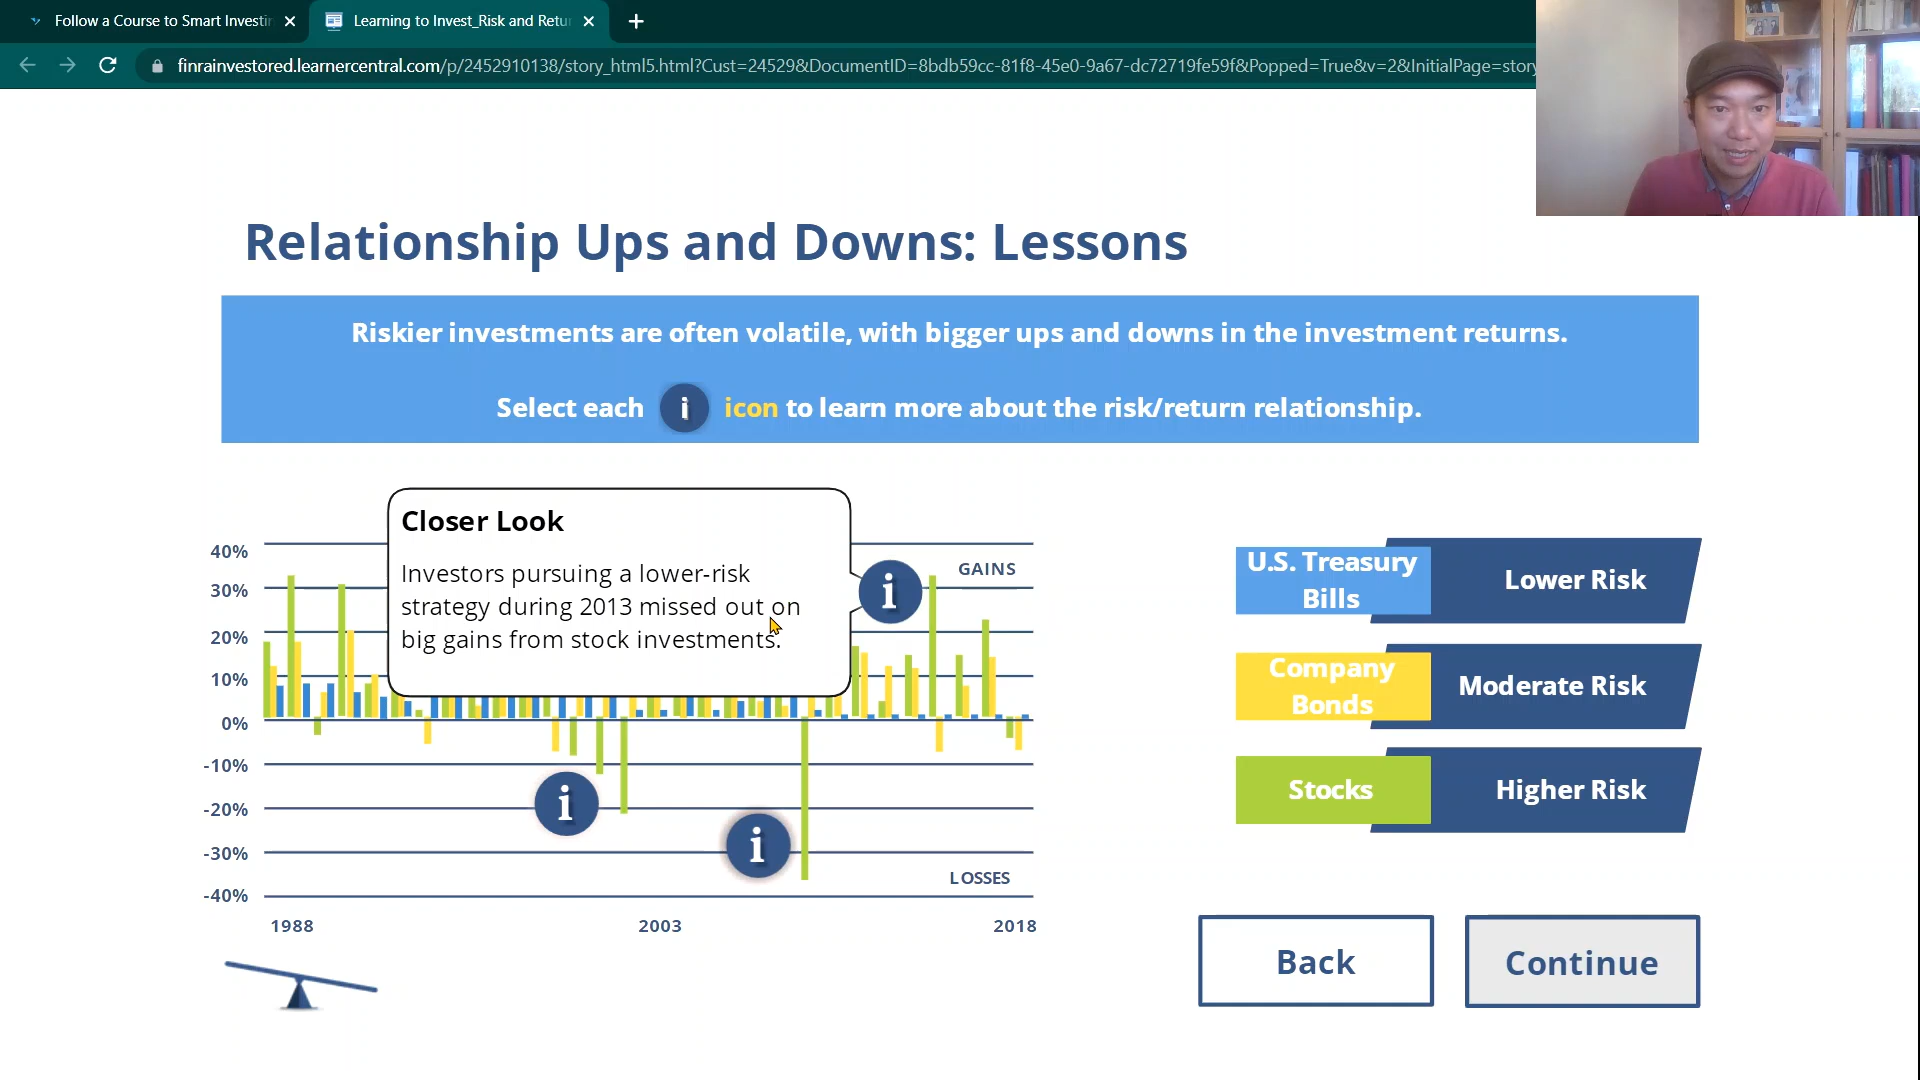 Follow a Course to Smart Investin
Learning to Invest_Risk and Retu
finrainvestored.learnercentral.com/p/2452910138/story_html5.html?Cust=24529&DocumentID=8bdb59cc-81f8-45e0-9a67-dc72719fe59f&Popped=True&v=2&InitialPage=story
Relationship Ups and Downs: Lessons
Riskier investments are often volatile, with bigger ups and downs in the investment returns.
Select each i icon to learn more about the risk/return relationship.
Closer Look
Investors pursuing a lower-risk
strategy during 2013 missed out on
big gains from stock investments.
i
GAINS
40%
30%
20%
10%
0%
-10%
-20%
-30%
-40%
i
i
LOSSES
1988
2003
2018
U.S. Treasury
Bills
Lower Risk
Company
Bonds
Moderate Risk
Stocks
Higher Risk
Back
Continue